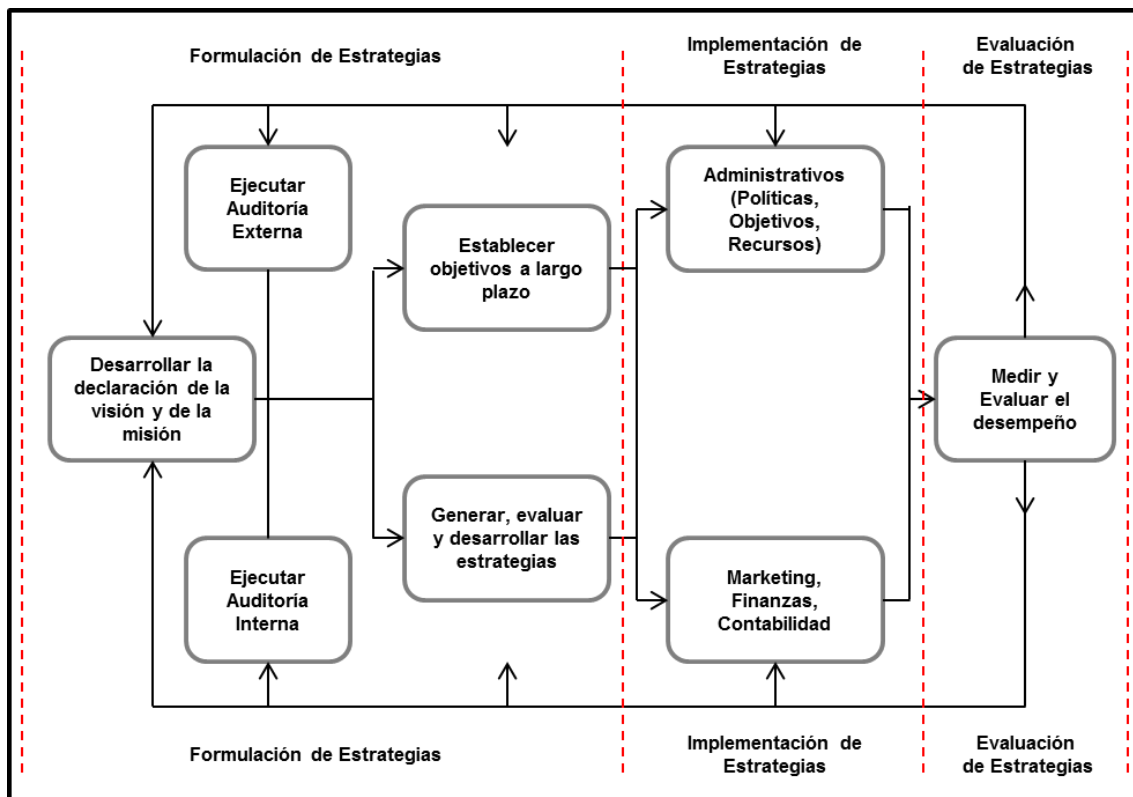 Formulación de Estrategias
Implementación de
Estrategias
Evaluación
de Estrategias
Ejecutar
Auditoría
Externa
Administrativos
(Políticas,
Objetivos,
Recursos)
Establecer
objetivos a largo
plazo
Desarrollar la
declaración de la
visión y de la
misión
Medir y
Evaluar el
desempeño
Generar, evaluar
y desarrollar las
estrategias
Ejecutar
Auditoría
Interna
Marketing,
Finanzas,
Contabilidad
Formulación de Estrategias
Implementación de
Estrategias
Evaluación
de Estrategias